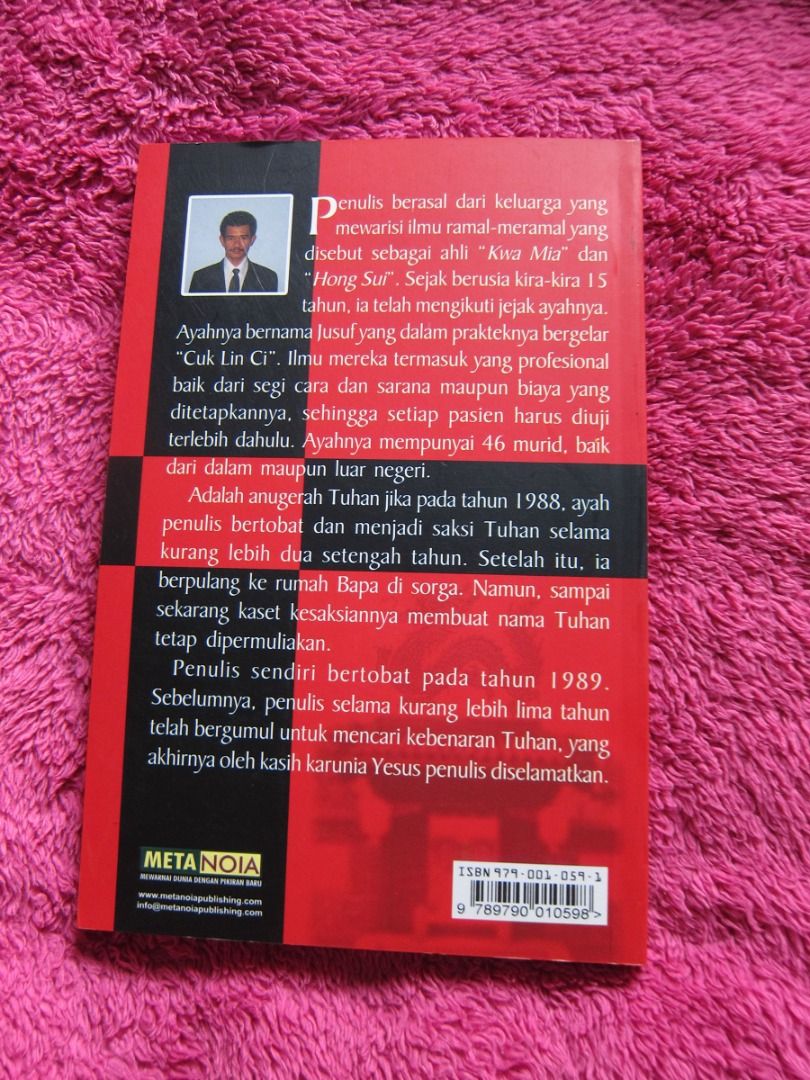 Penulis berasal dari keluarga yang
mewarisi ilmu ramal-meramal yang
disebut sebagai ahli “Kwa Mia” dan
“Hong Sui”. Sejak berusia kira-kira 15
tahun, ia telah mengikuti jejak ayahnya.
Ayahnya bernama Jusuf yang dalam prakteknya bergelar
“Cuk Lin Ci”. Ilmu mereka termasuk yang profesional
baik dari segi cara dan sarana maupun biaya yang
ditetapkannya, sehingga setiap pasien harus diuji
terlebih dahulu. Ayahnya mempunyai 46 murid, baik
dari dalam maupun luar negeri.
Adalah anugerah Tuhan jika pada tahun 1988, ayah
penulis bertobat dan menjadi saksi Tuhan selama
kurang lebih dua setengah tahun. Setelah itu, ia
berpulang ke rumah Bapa di sorga. Namun, sampai
sekarang kaset kesaksiannya membuat nama Tuhan
tetap dipermuliakan.
Penulis sendiri bertobat pada tahun 1989.
Sebelumnya, penulis selama kurang lebih lima tahun
telah bergumul untuk mencari kebenaran Tuhan, yang
akhirnya oleh kasih karunia Yesus penulis diselamatkan.
META NOIA
MEWARNAI DUNIA DENGAN PIKIRAN BARU
www.metanoiapublishing.com
info@metanoiapublishing.com
ISBN 979-001-059-1
9 789790 010598>